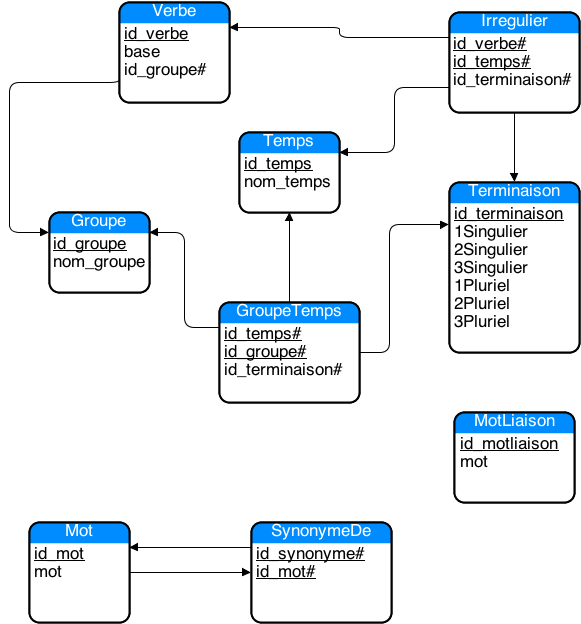 Verbe
id_verbe
base
id_groupe#
Irregulier
id_verbe#
id_temps#
id_terminaison#
Temps
id_temps
nom_temps
Groupe
id_groupe
nom_groupe
Terminaison
id_terminaison
1Singulier
2Singulier
3Singulier
1Pluriel
2Pluriel
3Pluriel
GroupeTemps
id_temps#
id_groupe#
id_terminaison#
MotLiaison
id_motliaison
mot
Mot
id_mot
mot
SynonymeDe
id_synonyme#
id_mot#